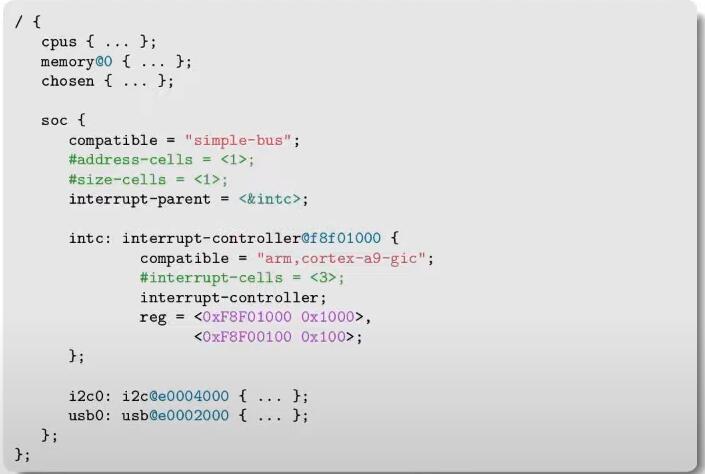 / {
cpus { ... };
memory@0 { ... };
chosen { ... };
soc {
compatible = "simple-bus";
#address-cells = <1>;
#size-cells = <1>;
interrupt-parent = <&intc>;
intc: interrupt-controller@f8f01000 {
compatible = "arm,cortex-a9-gic";
#interrupt-cells = <3>;
interrupt-controller;
reg = <0xF8F01000 0x1000>,
<0xF8F00100 0x100>;
};
i2c0: i2c@e0004000 { ... };
usb0: usb@e0002000 { ... };
};
};